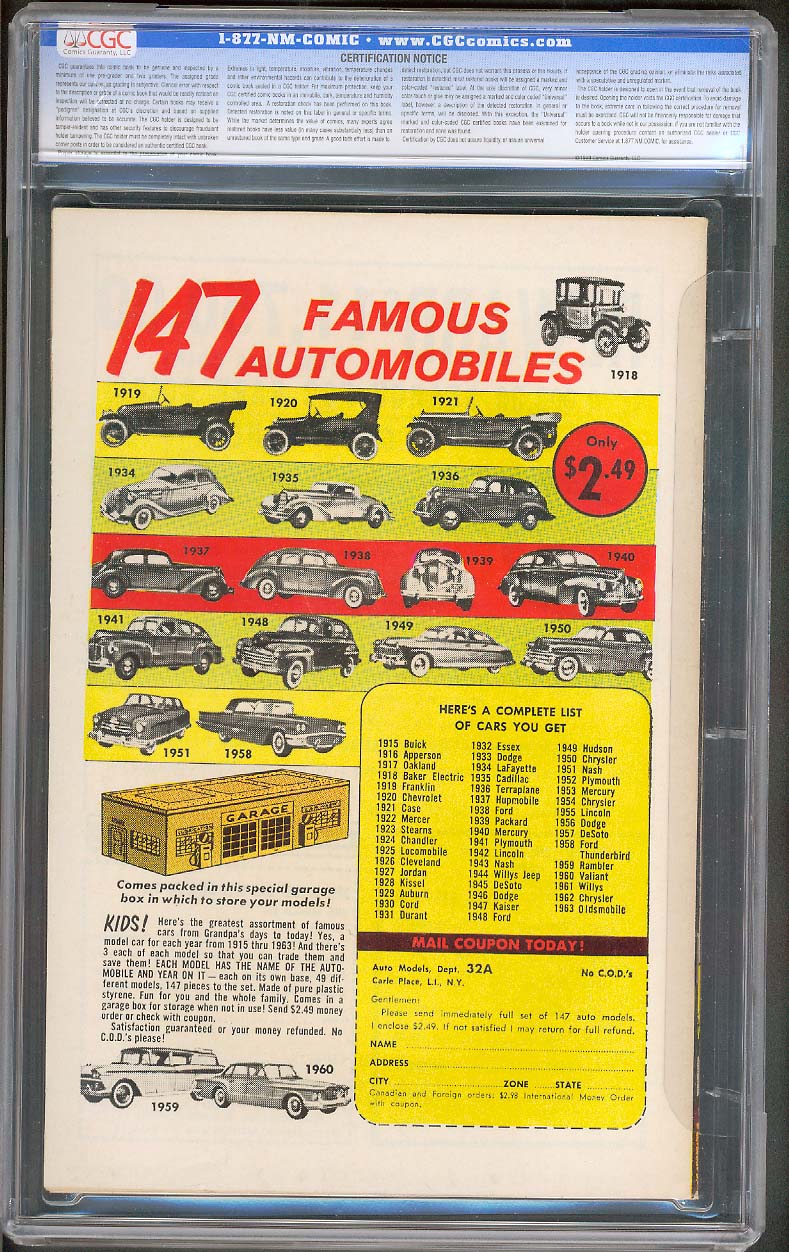 CGC
Comics Guaranty, LLC
1-877-NM-COMIC • www.CGCcomics.com
CERTIFICATION NOTICE
147
FAMOUS
AUTOMOBILES
1918
1919
1920
1921
Only
$2.49
1934
1935
1936
1937
1938
1939
1940
1941
1948
1949
1950
1951
1958
GARAGE
Comes packed in this special garage
box in which to store your models!
KIDS! Here's the greatest assortment of famous
cars from Grandpa's days to today! Yes, a
model car for each year from 1915 thru 1963! And there's
3 each of each model so that you can trade them and
save them! EACH MODEL HAS THE NAME OF THE AUTO-
MOBILE AND YEAR ON IT — each on its own base, 49 dif-
ferent models, 147 pieces to the set. Made of pure plastic
styrene. Fun for you and the whole family. Comes in a
garage box for storage when not in use! Send $2.49 money
order or check with coupon.
Satisfaction guaranteed or your money refunded. No
C.O.D.'s please!
1959
1960
HERE'S A COMPLETE LIST
OF CARS YOU GET
1915 Buick
1916 Apperson
1917 Oakland
1918 Baker Electric
1919 Franklin
1920 Chevrolet
1921 Case
1922 Mercer
1923 Stearns
1924 Chandler
1925 Locomobile
1926 Cleveland
1927 Jordan
1928 Kissel
1929 Auburn
1930 Cord
1931 Durant
1932 Essex
1933 Dodge
1934 LaFayette
1935 Cadillac
1936 Terraplane
1937 Hupmobile
1938 Ford
1939 Packard
1940 Mercury
1941 Plymouth
1942 Lincoln
1943 Nash
1944 Willys Jeep
1945 DeSoto
1946 Dodge
1947 Kaiser
1948 Ford
1949 Hudson
1950 Chrysler
1951 Nash
1952 Plymouth
1953 Mercury
1954 Chrysler
1955 Lincoln
1956 Dodge
1957 DeSoto
1958 Ford
Thunderbird
1959 Rambler
1960 Valiant
1961 Willys
1962 Chrysler
1963 Oldsmobile
MAIL COUPON TODAY!
Auto Models, Dept. 32A
No C.O.D.'s
Carle Place, L.I., N.Y.
Gentlemen:
Please send immediately full set of 147 auto models.
I enclose $2.49. If not satisfied I may return for full refund.
NAME
ADDRESS
CITY ZONE STATE
Canadian and Foreign orders: $2.98 International Money Order
with coupon.